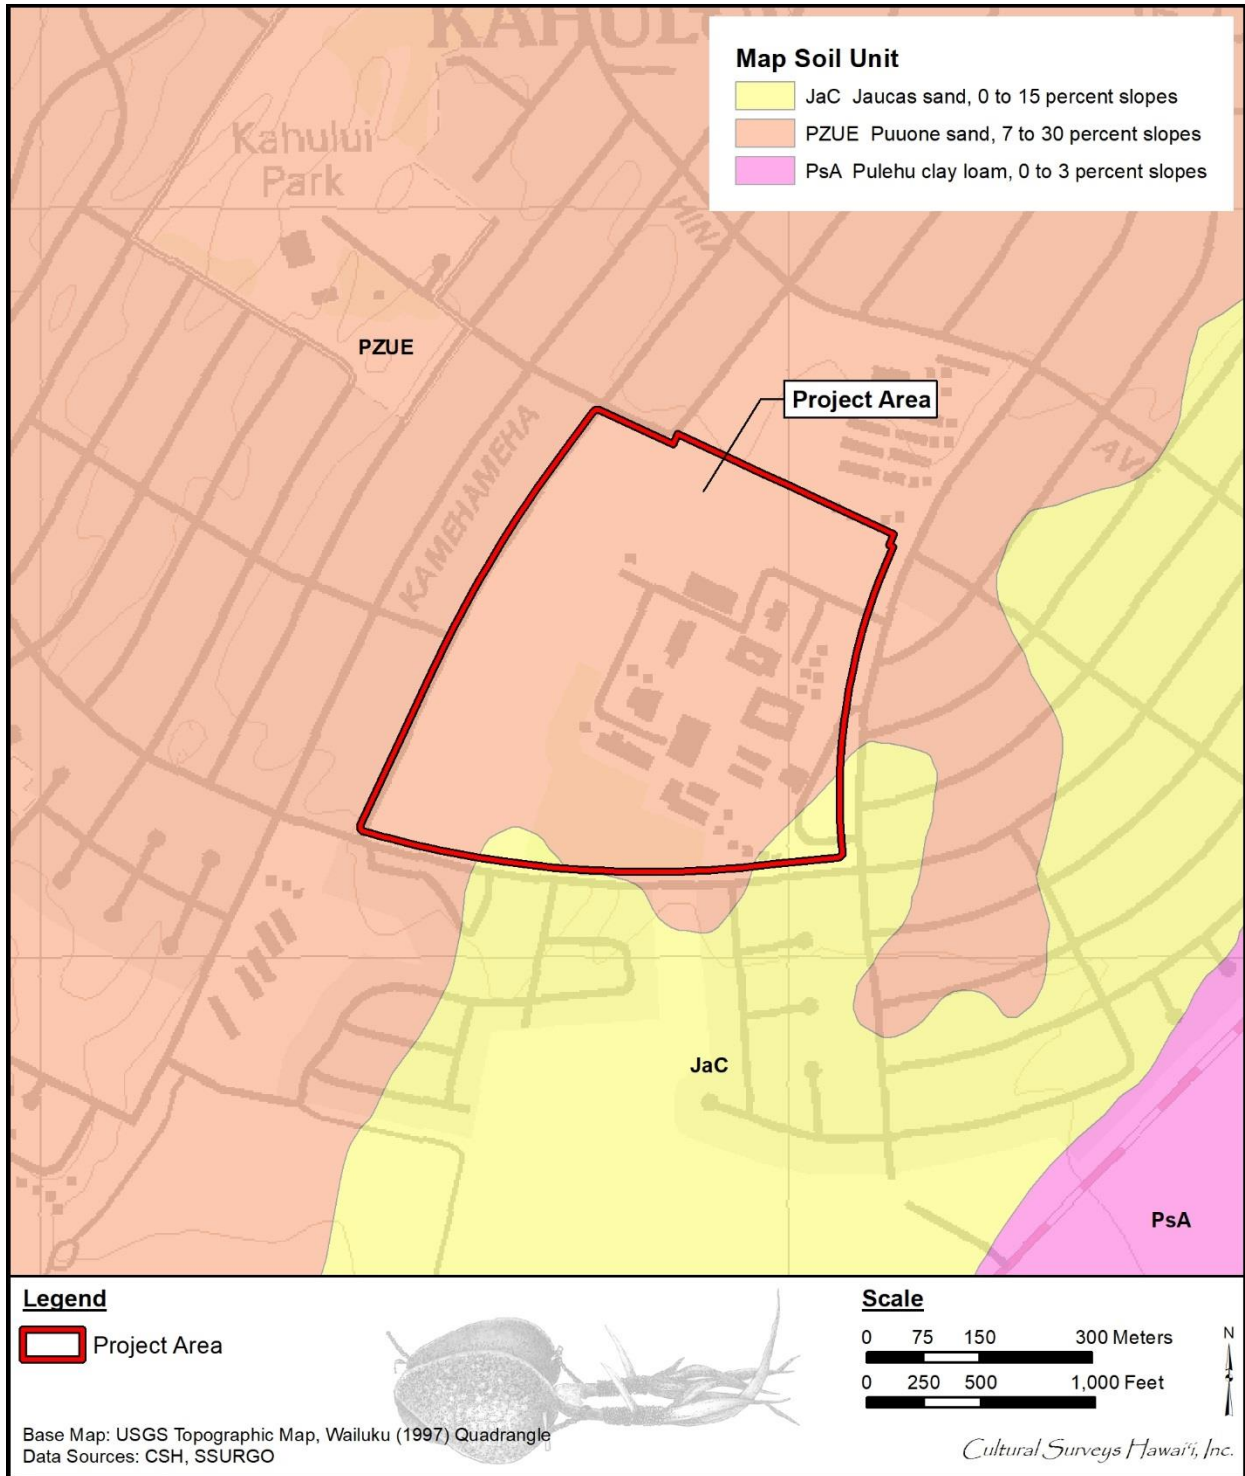 KAHULU
Map Soil Unit
JaC Jaucas sand, 0 to 15 percent slopes
PZUE Puuone sand, 7 to 30 percent slopes
PsA Pulehu clay loam, 0 to 3 percent slopes
Kahului
Park
HINA
PZUE
Project Area
KAMEHAMEHA
AVE
JaC
PsA
Legend
Project Area
Scale
0 75 150 300 Meters
0 250 500 1,000 Feet
N
Base Map: USGS Topographic Map, Wailuku (1997) Quadrangle
Data Sources: CSH, SSURGO
Cultural Surveys Hawaiʻi, Inc.